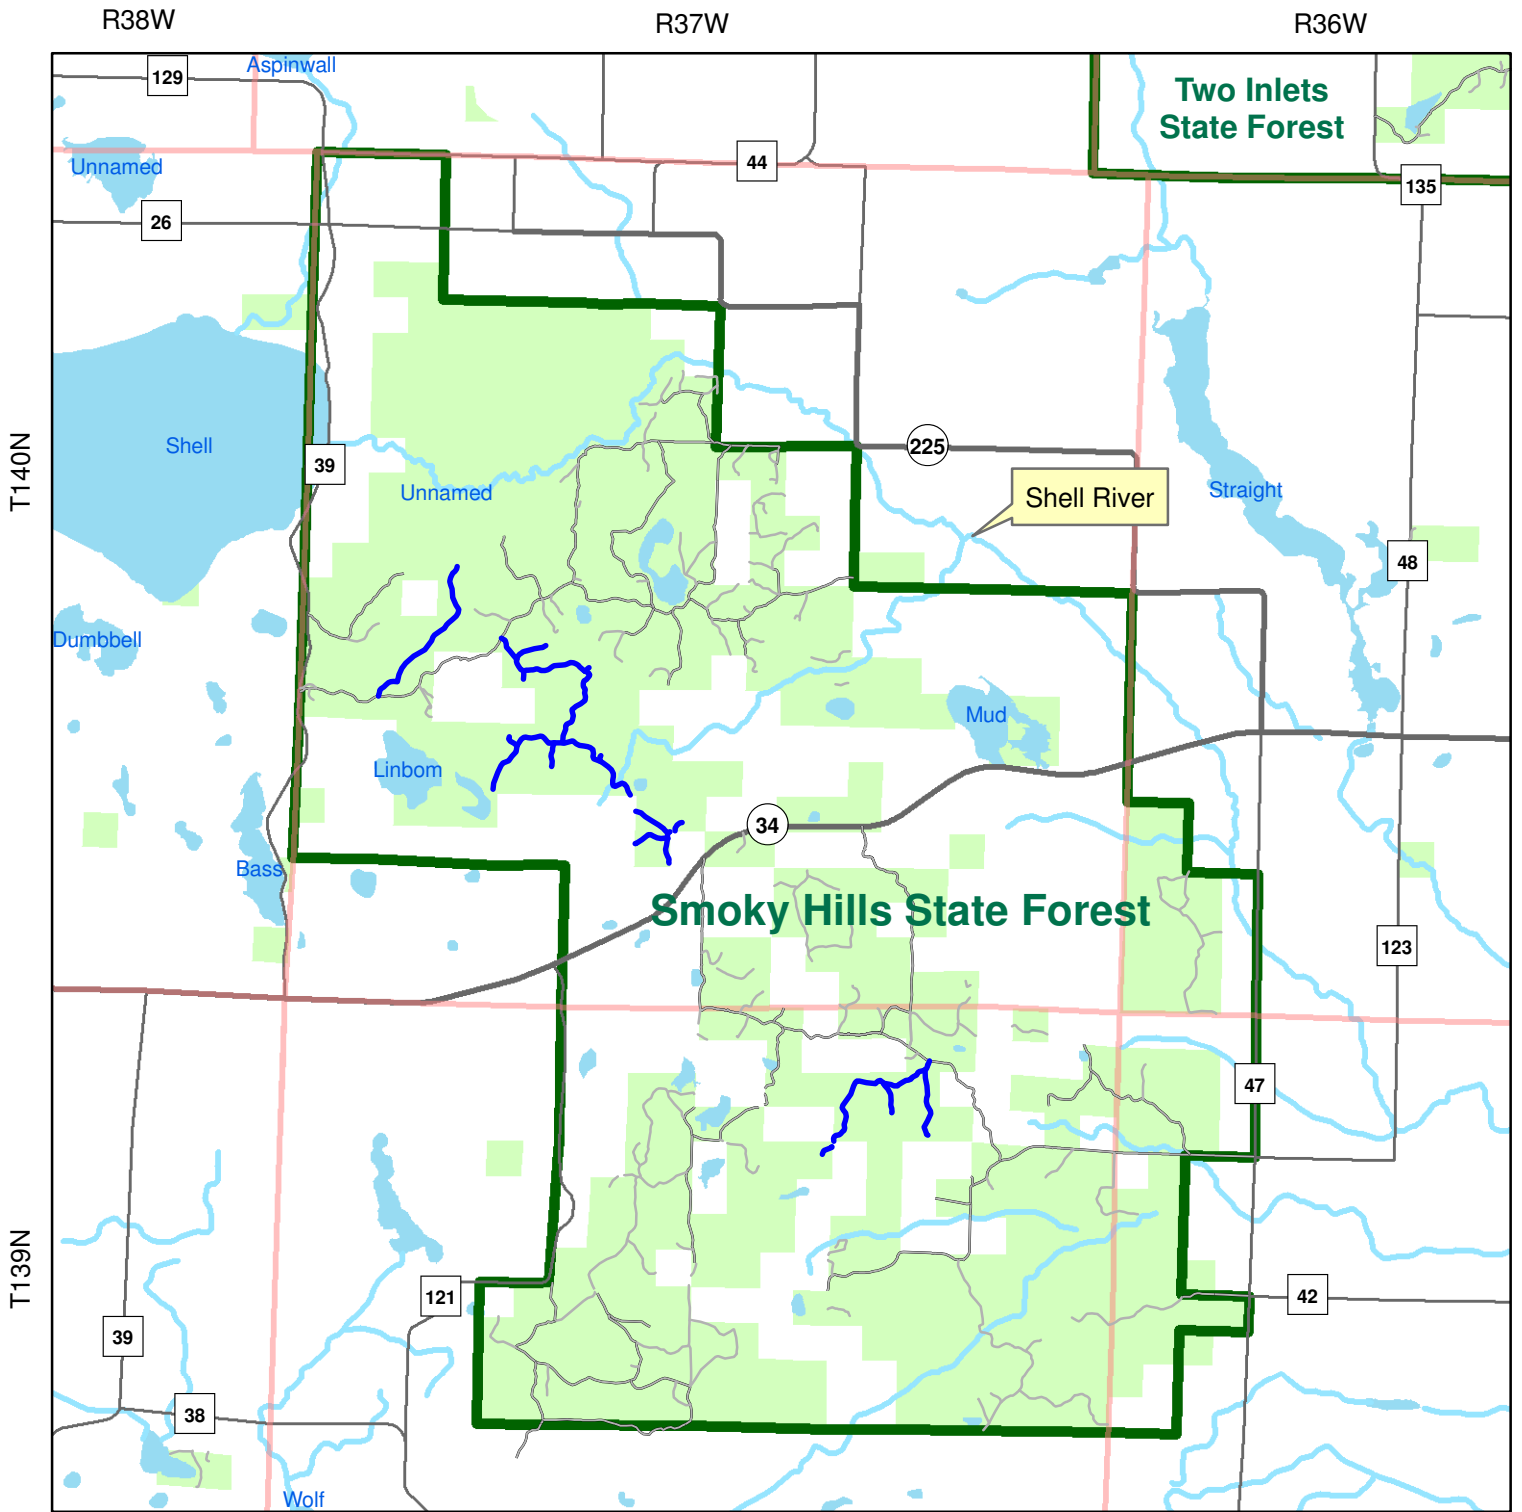 R38W
R37W
R36W
Aspinwall
129
Two Inlets
State Forest
Unnamed
44
135
26
Shell
T140N
39
225
Unnamed
Shell River
Straight
48
Dumbbell
Mud
Linbom
34
Bass
Smoky Hills State Forest
123
47
T139N
121
42
39
38
Wolf